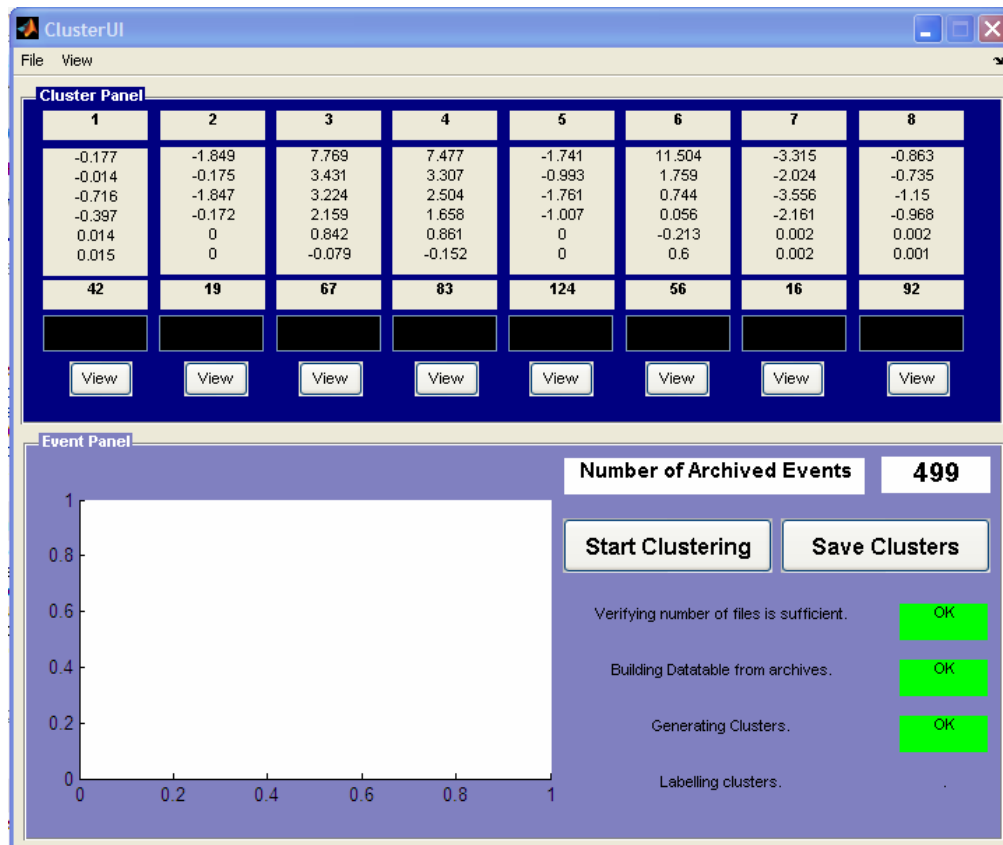 ClusterUI
File View
Cluster Panel
1 2 3 4 5 6 7 8
-0.177 -1.849 7.769 7.477 -1.741 11.504 -3.315 -0.863
-0.014 -0.175 3.431 3.307 -0.993 1.759 -2.024 -0.735
-0.716 -1.847 3.224 2.504 -1.761 0.744 -3.556 -1.15
-0.397 -0.172 2.159 1.658 -1.007 0.056 -2.161 -0.968
0.014 0 0.842 0.861 0 -0.213 0.002 0.002
0.015 0 -0.079 -0.152 0 0.6 0.002 0.001
42 19 67 83 124 56 16 92
View View View View View View View View
Event Panel
Number of Archived Events 499
Start Clustering Save Clusters
Verifying number of files is sufficient. OK
Building Datatable from archives. OK
Generating Clusters. OK
Labelling clusters. .
1
0.8
0.6
0.4
0.2
0
0 0.2 0.4 0.6 0.8 1